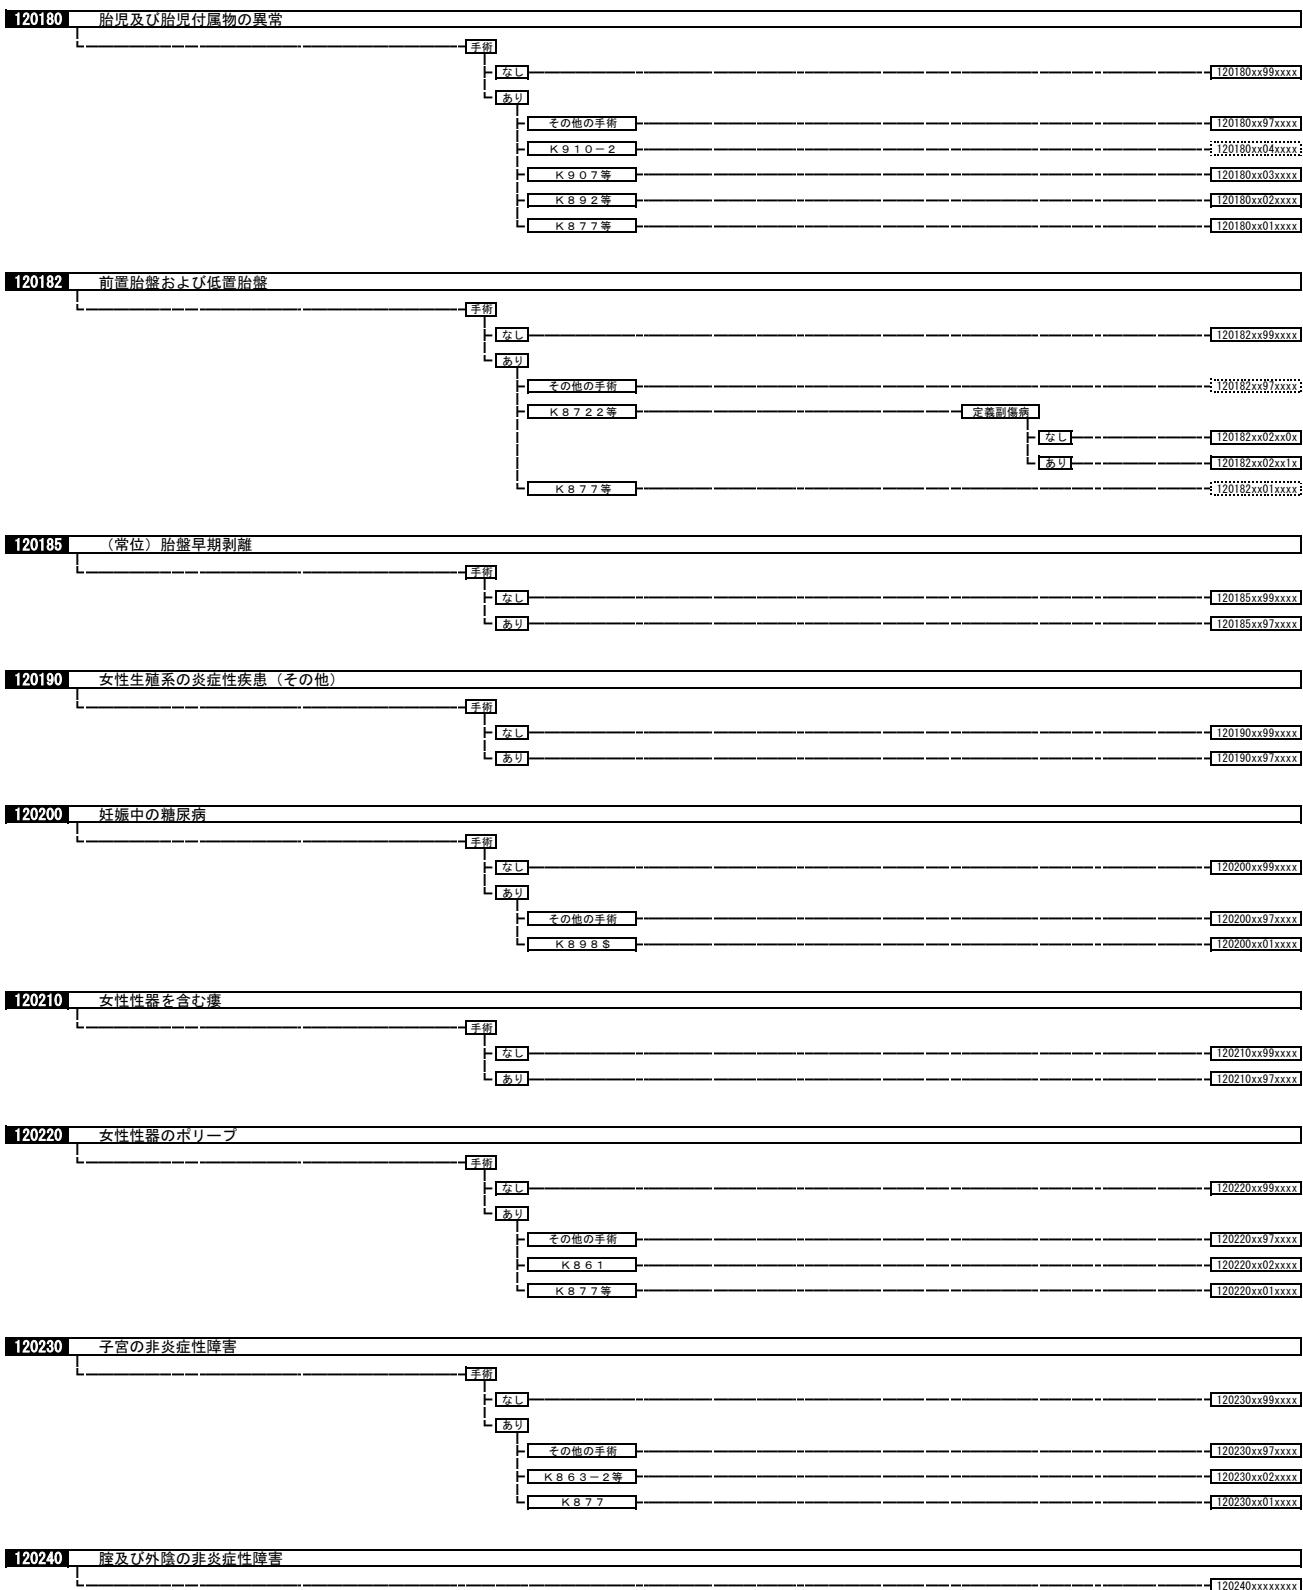 120180 胎児及び胎児付属物の異常
手術
なし 120180xx99xxxx
あり
その他の手術 120180xx97xxxx
K910-2 120180xx04xxxx
K907等 120180xx03xxxx
K892等 120180xx02xxxx
K877等 120180xx01xxxx
120182 前置胎盤および低置胎盤
手術
なし 120182xx99xxxx
あり
その他の手術 120182xx97xxxx
K8722等 定義副傷病
なし 120182xx02xx0x
あり 120182xx02xx1x
K877等 120182xx01xxxx
120185 （常位）胎盤早期剥離
手術
なし 120185xx99xxxx
あり 120185xx97xxxx
120190 女性生殖系の炎症性疾患（その他）
手術
なし 120190xx99xxxx
あり 120190xx97xxxx
120200 妊娠中の糖尿病
手術
なし 120200xx99xxxx
あり
その他の手術 120200xx97xxxx
K898$ 120200xx01xxxx
120210 女性性器を含む瘻
手術
なし 120210xx99xxxx
あり 120210xx97xxxx
120220 女性性器のポリープ
手術
なし 120220xx99xxxx
あり
その他の手術 120220xx97xxxx
K861 120220xx02xxxx
K877等 120220xx01xxxx
120230 子宮の非炎症性障害
手術
なし 120230xx99xxxx
あり
その他の手術 120230xx97xxxx
K863-2等 120230xx02xxxx
K877 120230xx01xxxx
120240 腟及び外陰の非炎症性障害
120240xxxxxxxx